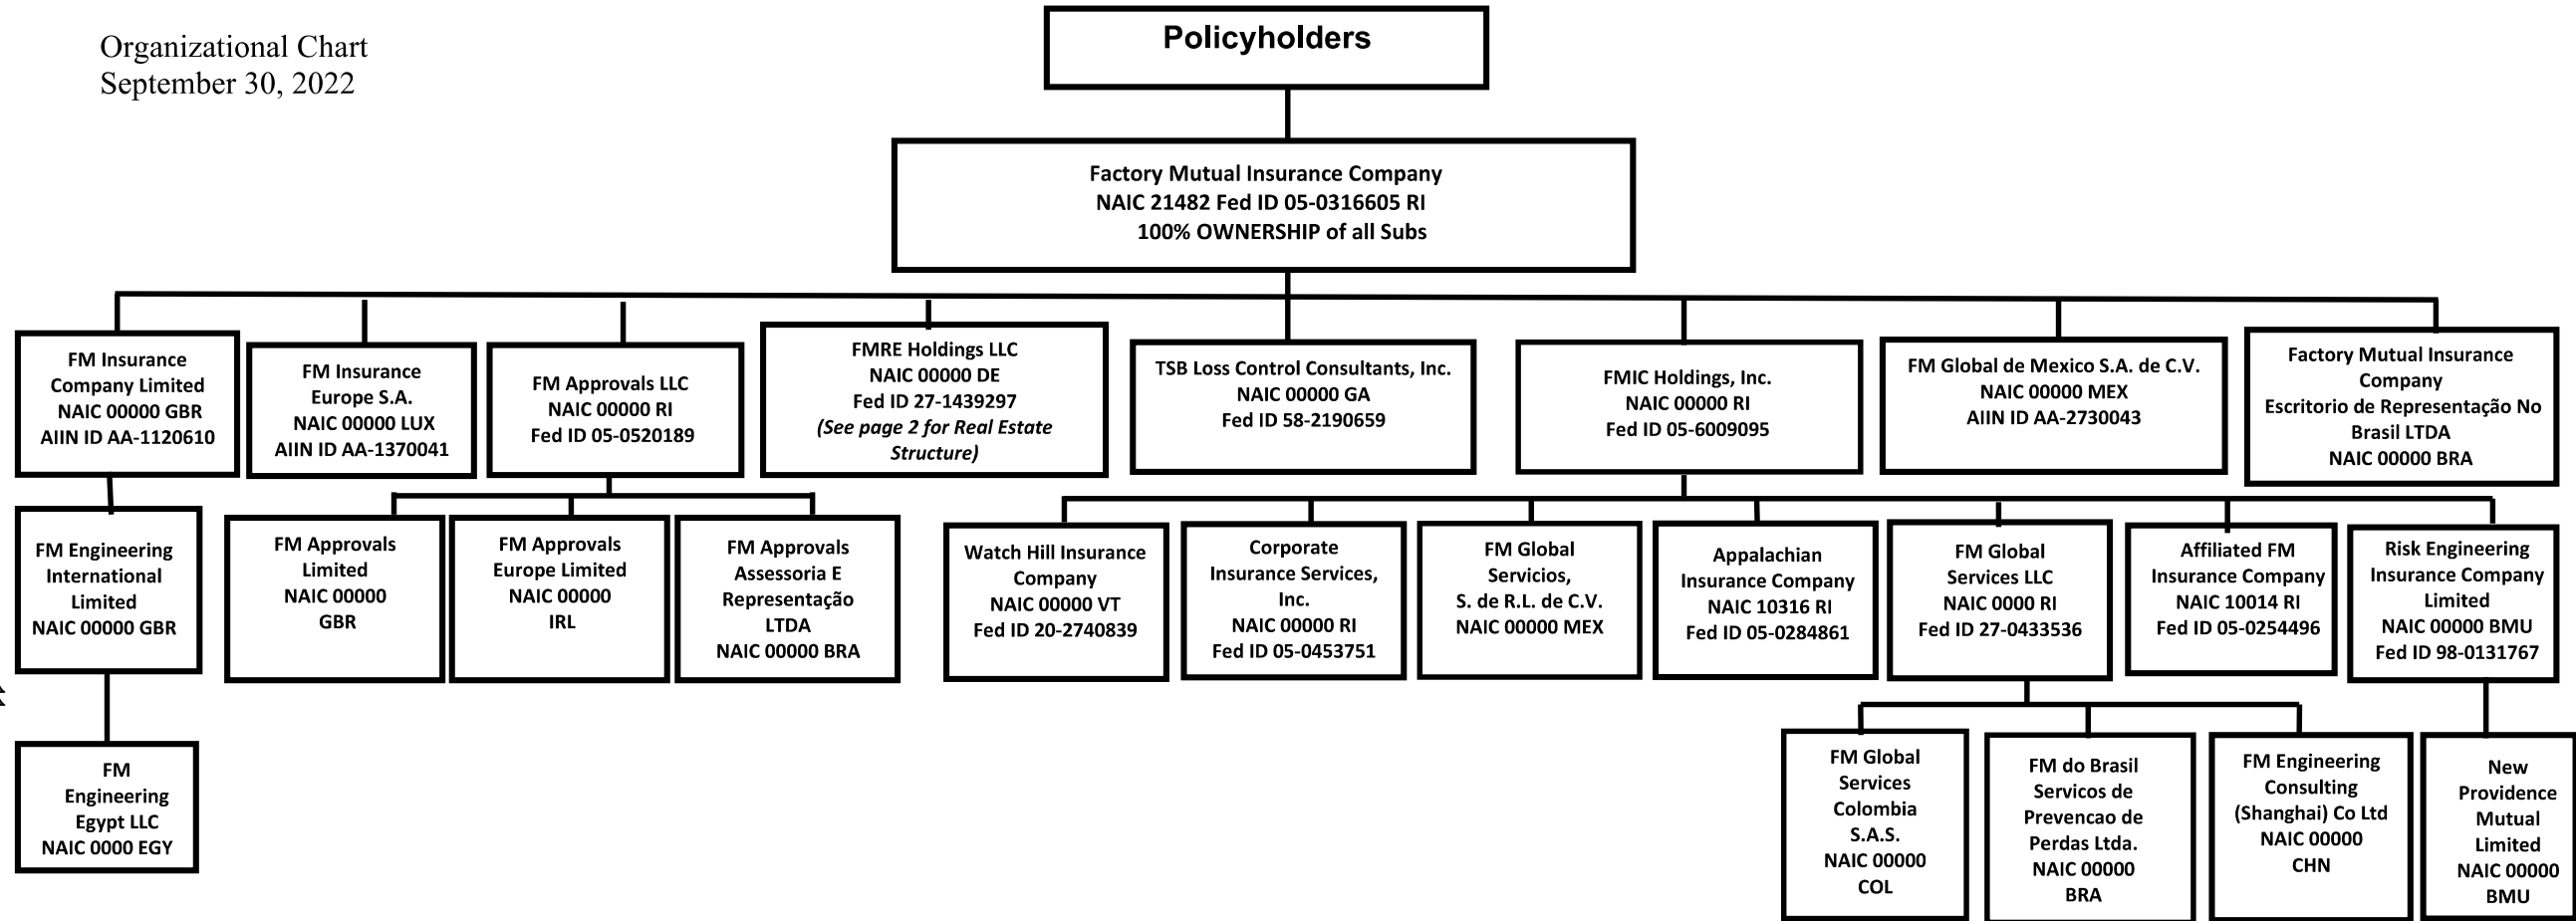 Organizational Chart
September 30, 2022
Policyholders
Factory Mutual Insurance Company
NAIC 21482 Fed ID 05-0316605 RI
100% OWNERSHIP of all Subs
FM Insurance
Company Limited
NAIC 00000 GBR
AIIN ID AA-1120610
FM Insurance
Europe S.A.
NAIC 00000 LUX
AIIN ID AA-1370041
FM Approvals LLC
NAIC 00000 RI
Fed ID 05-0520189
FMRE Holdings LLC
NAIC 00000 DE
Fed ID 27-1439297
(See page 2 for Real Estate
Structure)
TSB Loss Control Consultants, Inc.
NAIC 00000 GA
Fed ID 58-2190659
FMIC Holdings, Inc.
NAIC 00000 RI
Fed ID 05-6009095
FM Global de Mexico S.A. de C.V.
NAIC 00000 MEX
AIIN ID AA-2730043
Factory Mutual Insurance
Company
Escritorio de Representação No
Brasil LTDA
NAIC 00000 BRA
FM Engineering
International
Limited
NAIC 00000 GBR
FM Approvals
Limited
NAIC 00000
GBR
FM Approvals
Europe Limited
NAIC 00000
IRL
FM Approvals
Assessoria E
Representação
LTDA
NAIC 00000 BRA
Watch Hill Insurance
Company
NAIC 00000 VT
Fed ID 20-2740839
Corporate
Insurance Services,
Inc.
NAIC 00000 RI
Fed ID 05-0453751
FM Global
Servicios,
S. de R.L. de C.V.
NAIC 00000 MEX
Appalachian
Insurance Company
NAIC 10316 RI
Fed ID 05-0284861
FM Global
Services LLC
NAIC 0000 RI
Fed ID 27-0433536
Affiliated FM
Insurance Company
NAIC 10014 RI
Fed ID 05-0254496
Risk Engineering
Insurance Company
Limited
NAIC 00000 BMU
Fed ID 98-0131767
FM
Engineering
Egypt LLC
NAIC 0000 EGY
FM Global
Services
Colombia
S.A.S.
NAIC 00000
COL
FM do Brasil
Servicos de
Prevencao de
Perdas Ltda.
NAIC 00000
BRA
FM Engineering
Consulting
(Shanghai) Co Ltd
NAIC 00000
CHN
New
Providence
Mutual
Limited
NAIC 00000
BMU